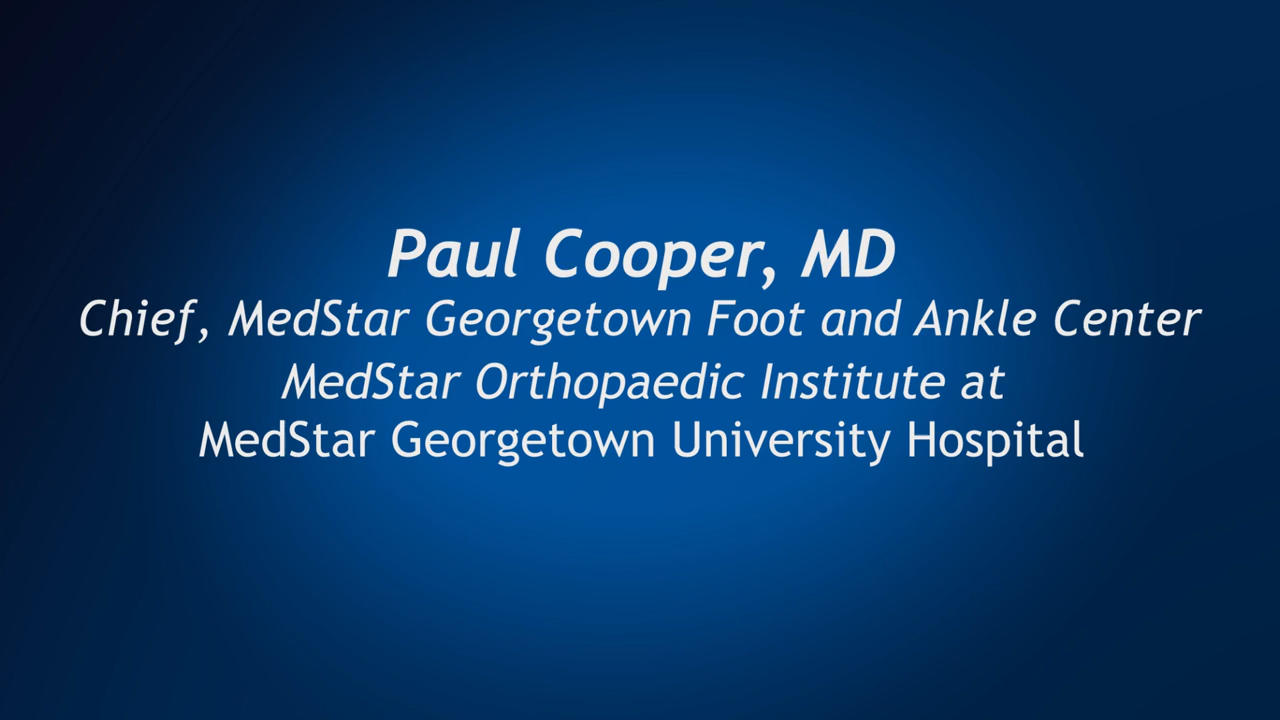 Paul Cooper, MD
Chief, MedStar Georgetown Foot and Ankle Center
MedStar Orthopaedic Institute at
MedStar Georgetown University Hospital